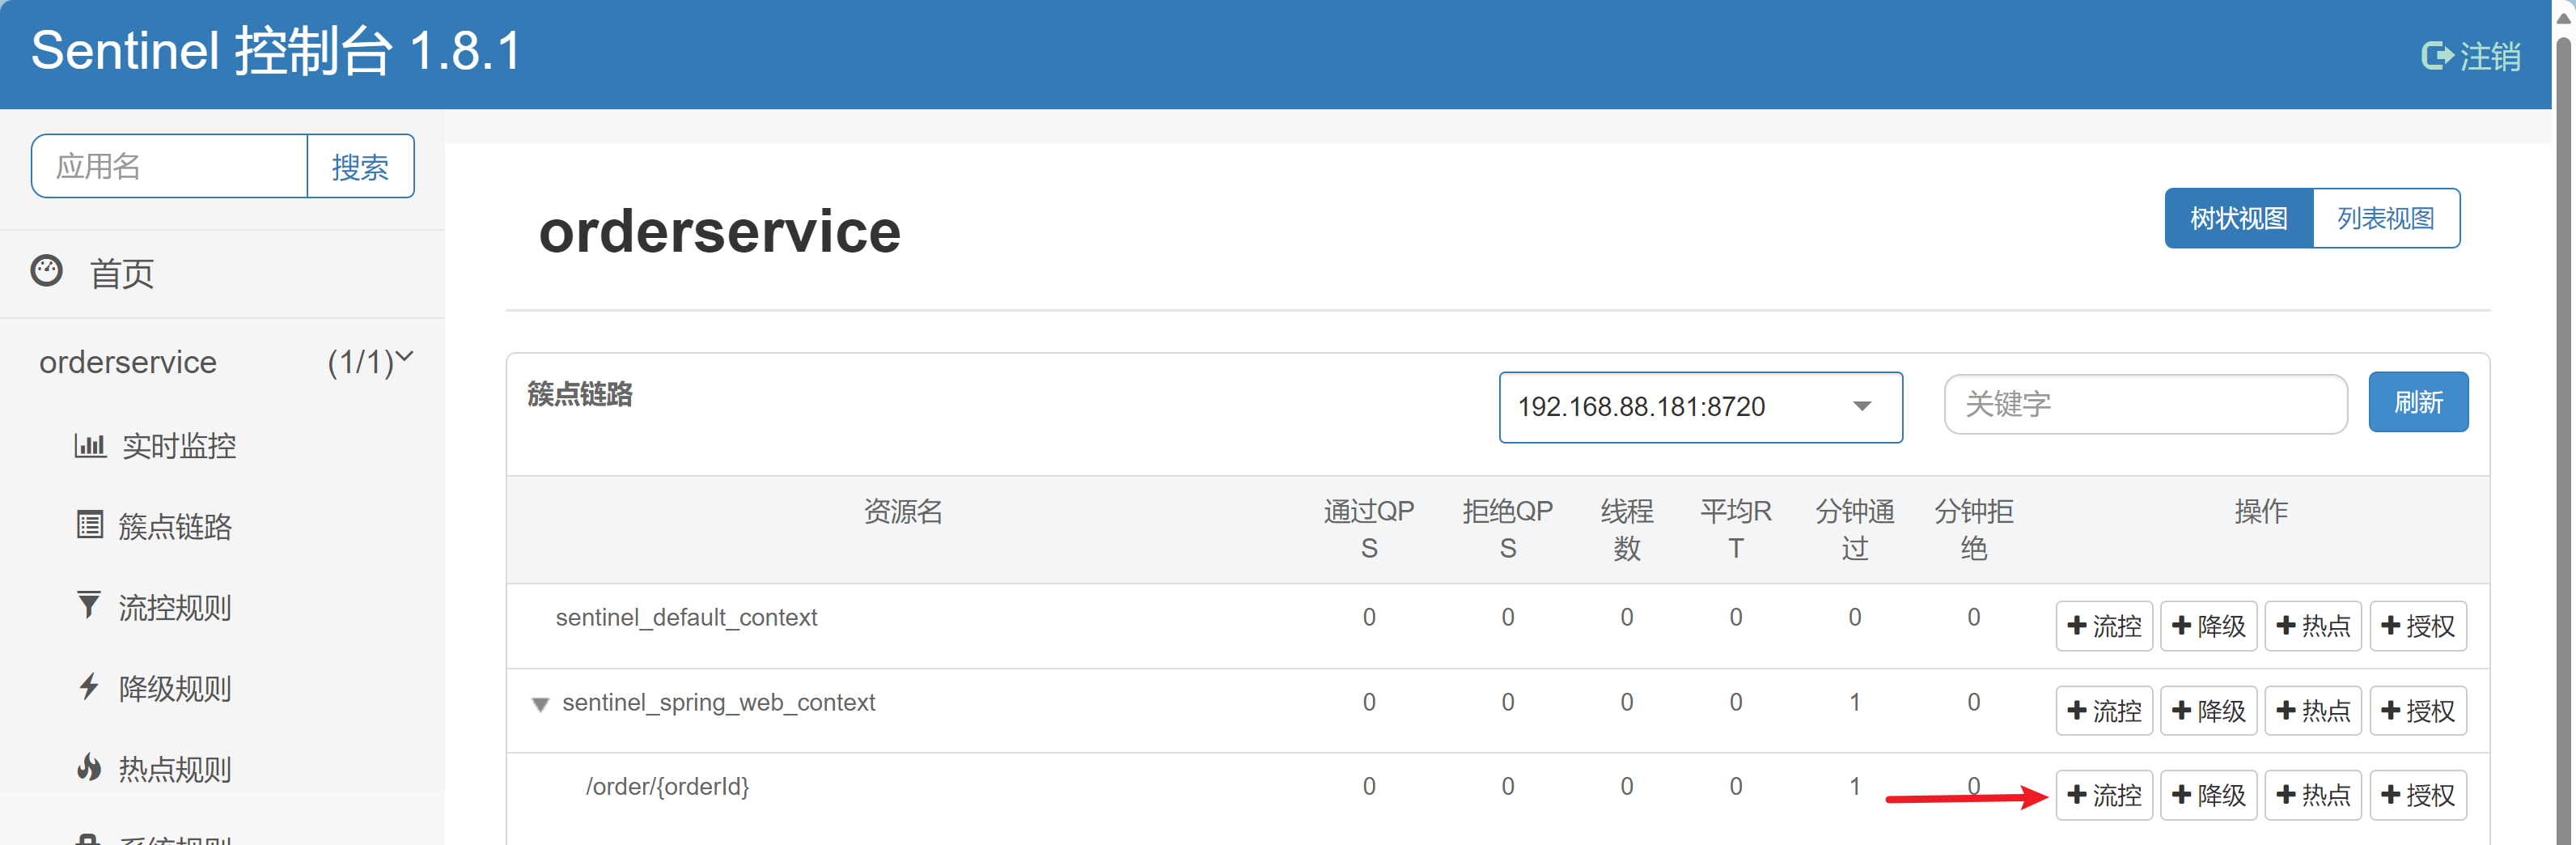 Sentinel 控制台 1.8.1
注销
应用名
搜索
首页
orderservice (1/1)
实时监控
簇点链路
流控规则
降级规则
热点规则
系统规则
orderservice
树状视图
列表视图
簇点链路
192.168.88.181:8720
关键字
刷新
资源名 通过QPS 拒绝QPS 线程数 平均RT 分钟通过 分钟拒绝 操作
sentinel_default_context 0 0 0 0 0 0 流控 降级 热点 授权
sentinel_spring_web_context 0 0 0 0 1 0 流控 降级 热点 授权
/order/{orderId} 0 0 0 0 1 0 流控 降级 热点 授权